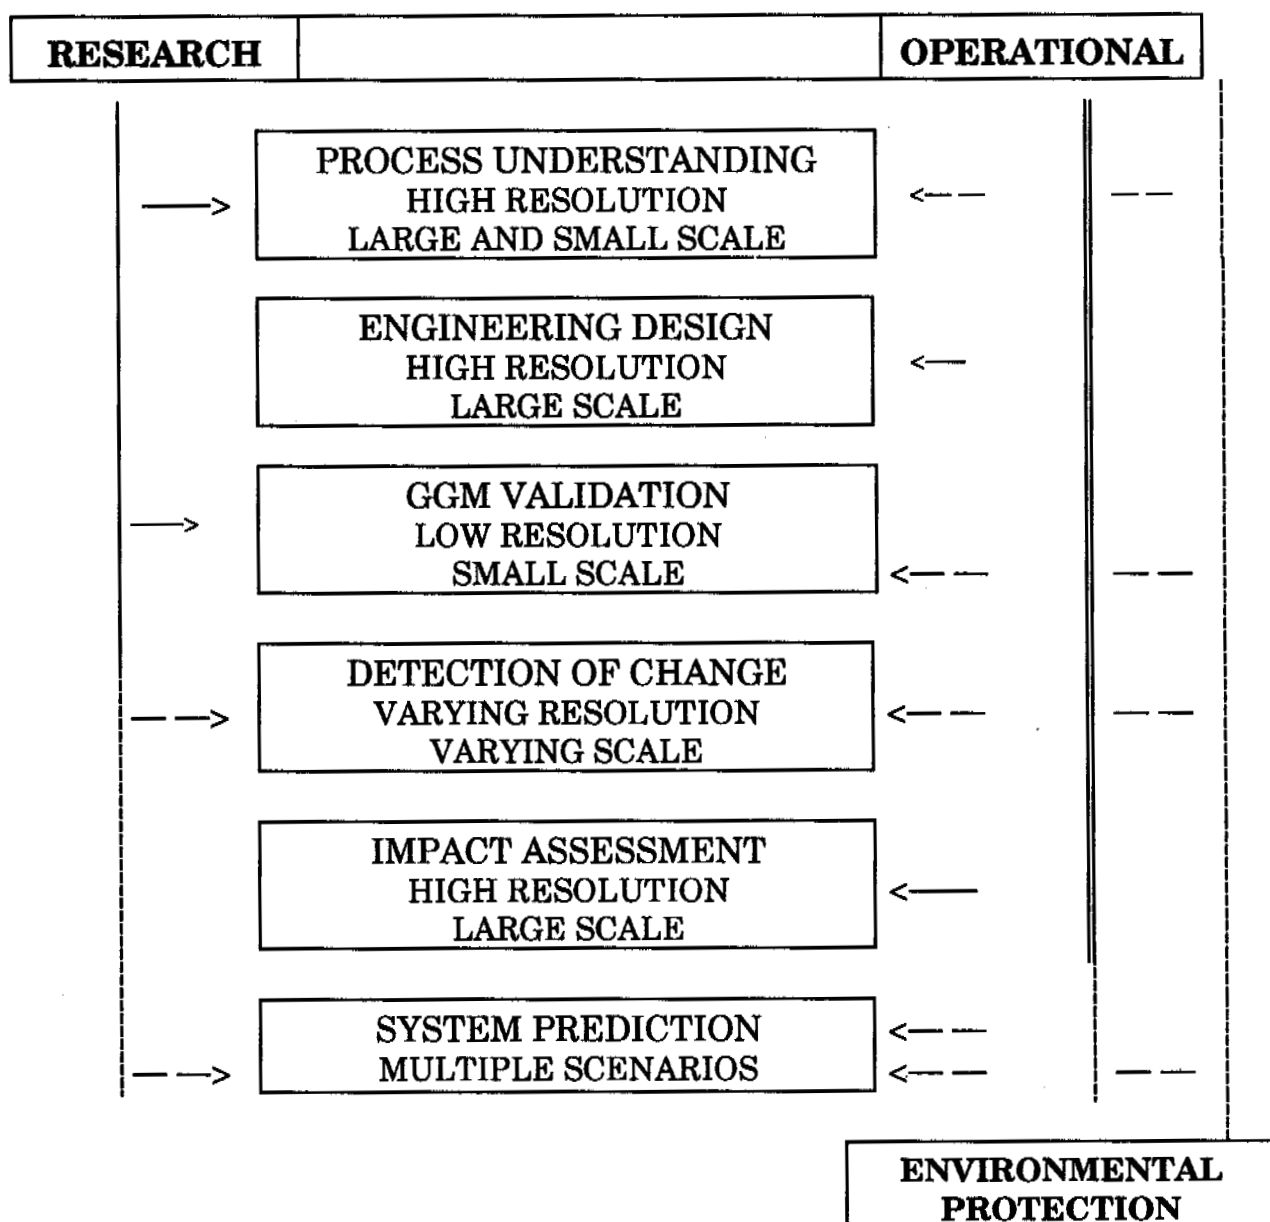 RESEARCH
OPERATIONAL
PROCESS UNDERSTANDING
HIGH RESOLUTION
LARGE AND SMALL SCALE
ENGINEERING DESIGN
HIGH RESOLUTION
LARGE SCALE
GGM VALIDATION
LOW RESOLUTION
SMALL SCALE
DETECTION OF CHANGE
VARYING RESOLUTION
VARYING SCALE
IMPACT ASSESSMENT
HIGH RESOLUTION
LARGE SCALE
SYSTEM PREDICTION
MULTIPLE SCENARIOS
ENVIRONMENTAL
PROTECTION